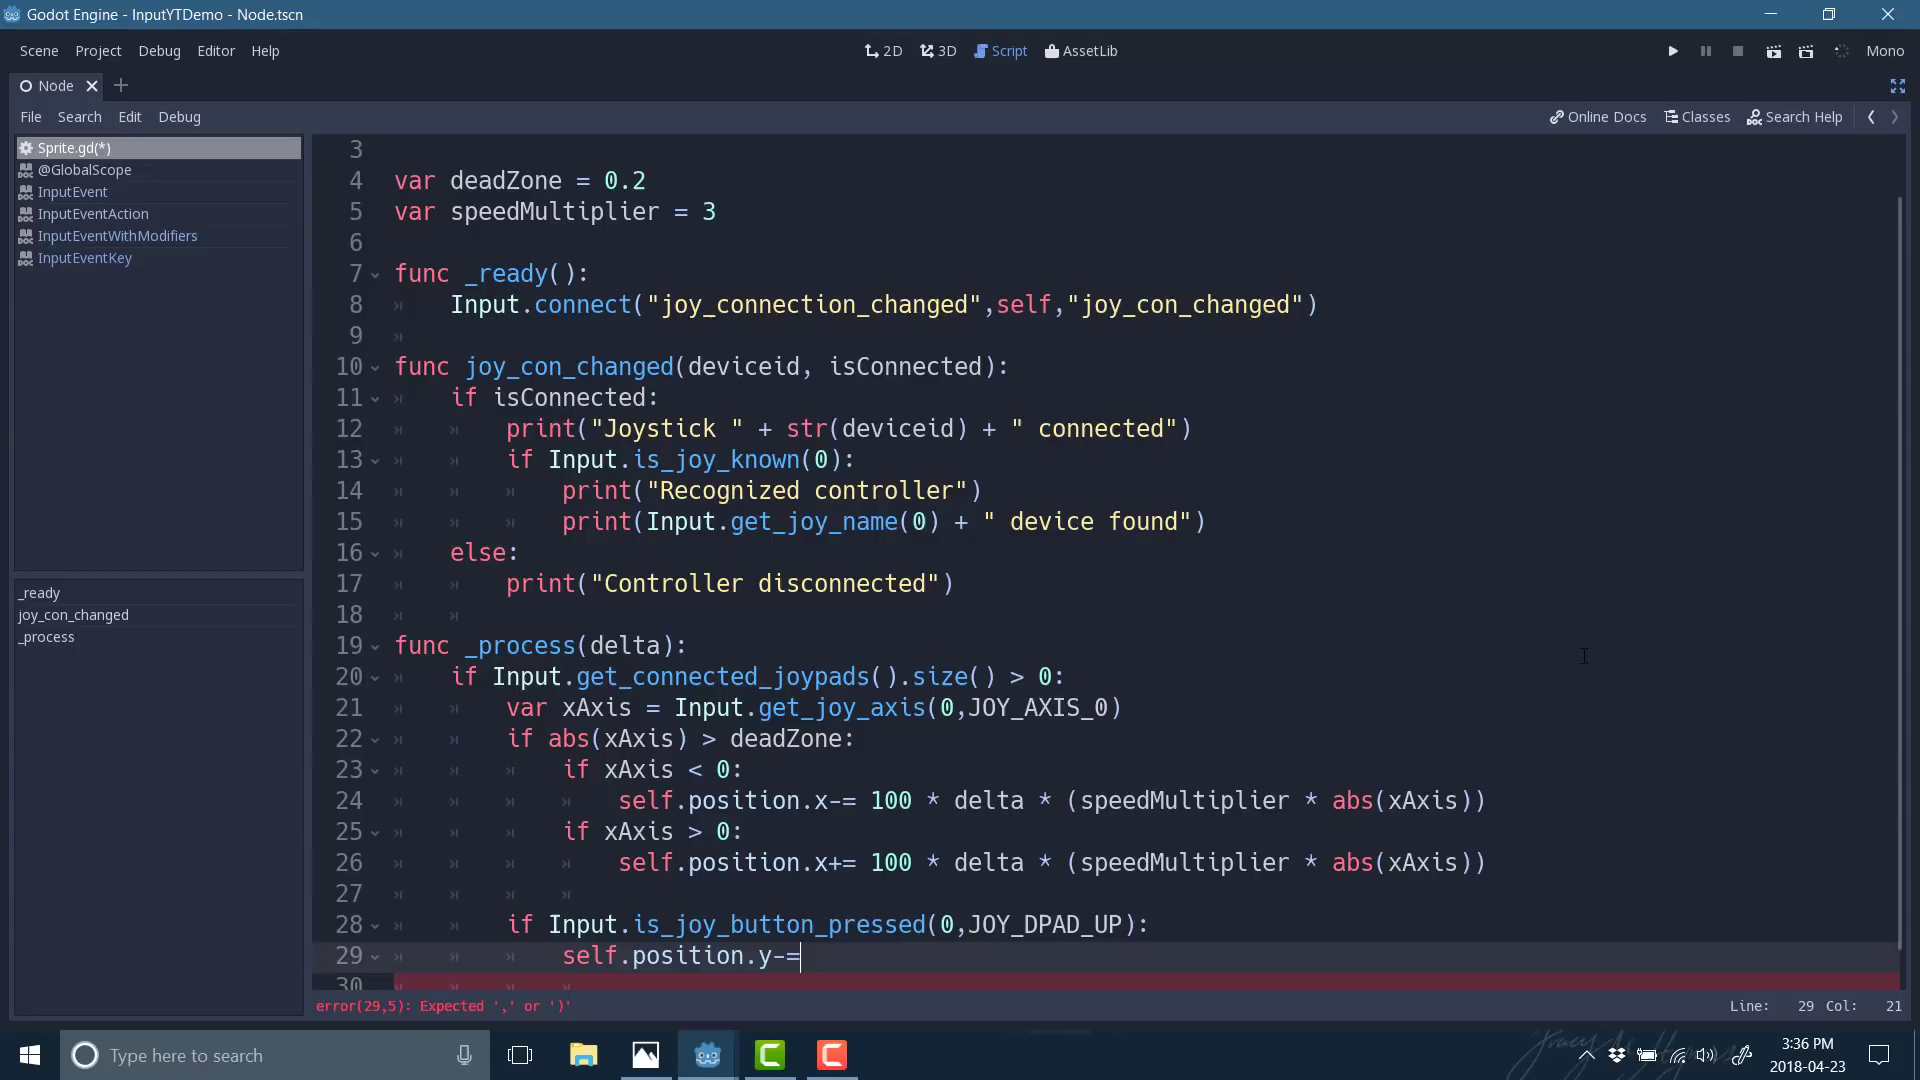 Godot Engine - InputYTDemo - Node.tscn
Scene Project Debug Editor Help 2D 3D Script AssetLib Mono
Node
File Search Edit Debug Online Docs Classes Search Help
Sprite.gd(*)
@GlobalScope
InputEvent
InputEventAction
InputEventWithModifiers
InputEventKey
_ready
joy_con_changed
_process
3
4 var deadZone = 0.2
5 var speedMultiplier = 3
6
7 func _ready():
8 Input.connect("joy_connection_changed",self,"joy_con_changed")
9
10 func joy_con_changed(deviceid, isConnected):
11 if isConnected:
12 print("Joystick " + str(deviceid) + " connected")
13 if Input.is_joy_known(0):
14 print("Recognized controller")
15 print(Input.get_joy_name(0) + " device found")
16 else:
17 print("Controller disconnected")
18
19 func _process(delta):
20 if Input.get_connected_joypads().size() > 0:
21 var xAxis = Input.get_joy_axis(0,JOY_AXIS_0)
22 if abs(xAxis) > deadZone:
23 if xAxis < 0:
24 self.position.x-= 100 * delta * (speedMultiplier * abs(xAxis))
25 if xAxis > 0:
26 self.position.x+= 100 * delta * (speedMultiplier * abs(xAxis))
27
28 if Input.is_joy_button_pressed(0,JOY_DPAD_UP):
29 self.position.y-=
30
error(29,5): Expected ',' or ')' Line: 29 Col: 21
Type here to search
3:36 PM
2018-04-23